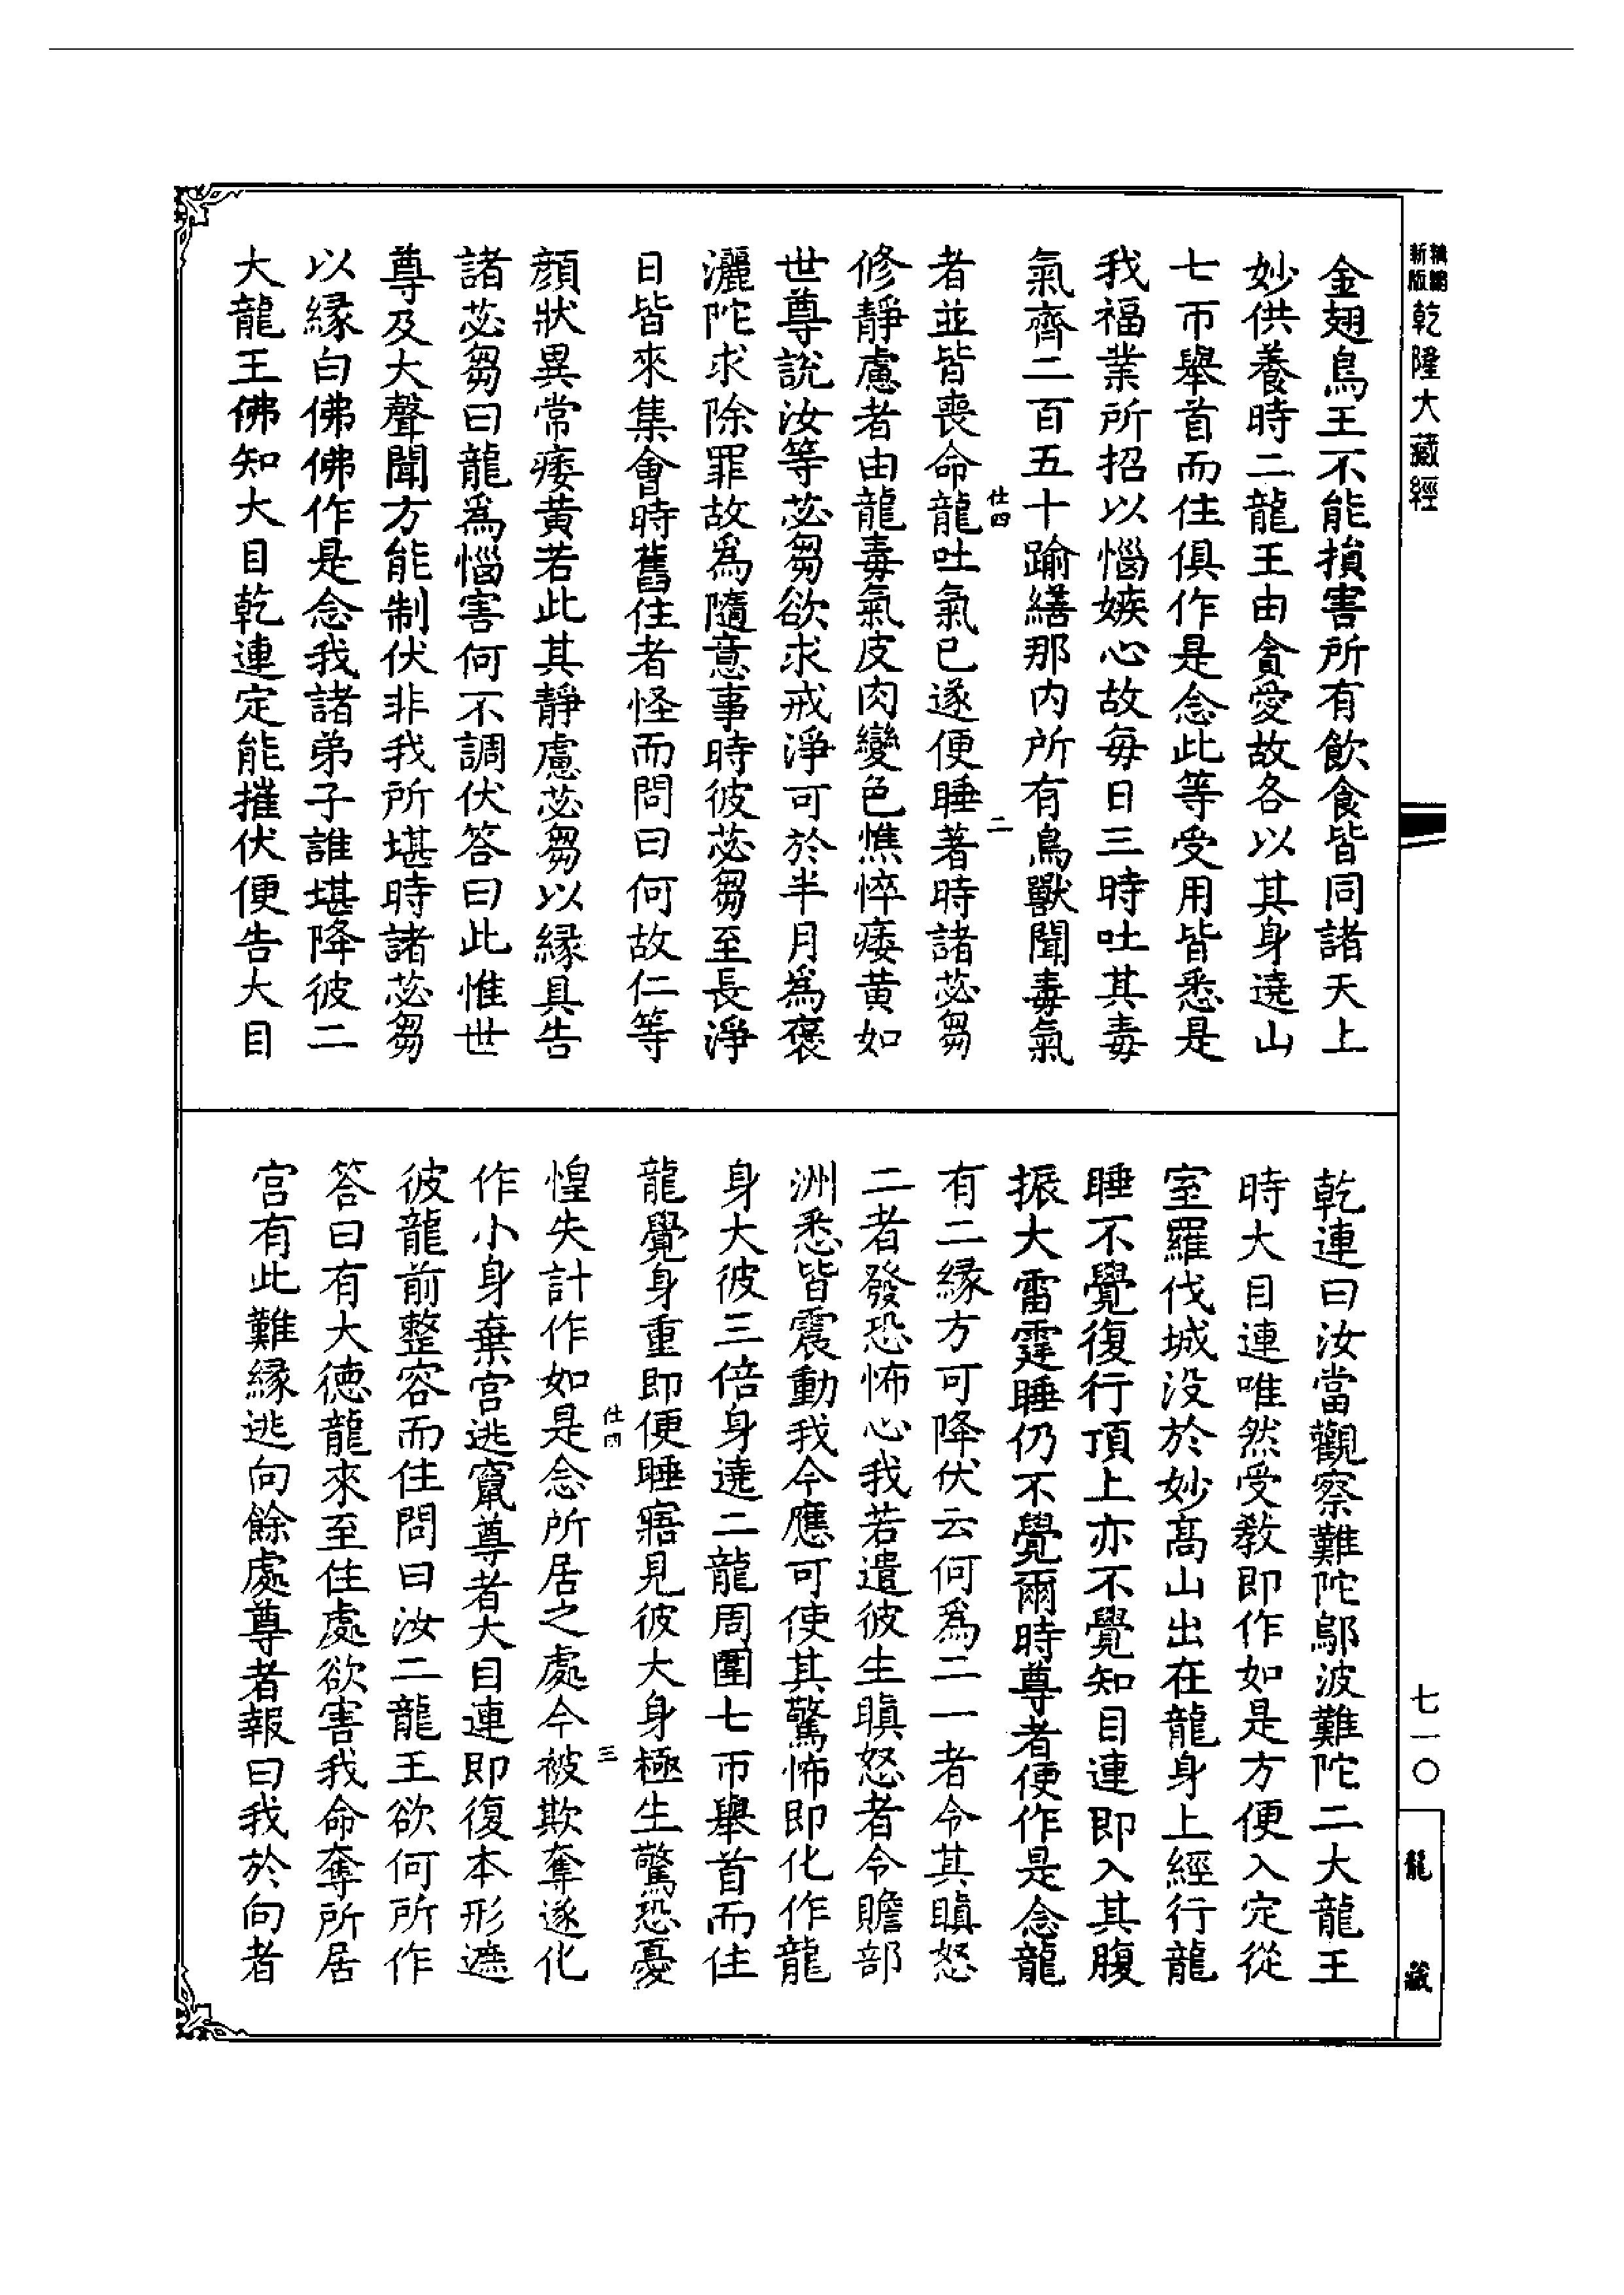 新版
乾隆大藏經
金翅鳥王不能損害所有飲食皆同諸天上
妙供養時二龍王由貪愛故各以其身遶山
七帀舉首而住俱作是念此等受用皆悉是
我福業所招以惱嫉心故每日三時吐其毒
氣齊二百五十踰繕那內所有鳥獸聞毒氣
仕四
二
者並皆喪命龍吐氣已遂便睡著時諸苾芻
修靜慮者由龍毒氣皮肉變色憔悴痿黃如
世尊說汝等苾芻欲求戒淨可於半月為褒
灑陀求除罪故為隨意事時彼苾芻至長淨
日皆來集會時舊住者怪而問曰何故仁等
顏狀異常痿黃若此其靜慮苾芻以緣具告
諸苾芻曰龍為惱害何不調伏答曰此惟世
尊及大聲聞方能制伏非我所堪時諸苾芻
以緣白佛佛作是念我諸弟子誰堪降彼二
大龍王佛知大目乾連定能摧伏便告大目
乾連曰汝當觀察難陀鄔波難陀二大龍王
時大目連唯然受教即作如是方便入定從
室羅伐城没於妙高山出在龍身上經行龍
睡不覺復行頂上亦不覺知目連即入其腹
振大雷霆睡仍不覺爾時尊者便作是念龍
有二緣方可降伏云何為二一者令其瞋怒
二者發恐怖心我若遣彼生瞋怒者令贍部
洲悉皆震動我今應可使其驚怖即化作龍
身大彼三倍身遶二龍周圍七帀舉首而住
龍覺身重即便睡寤見彼大身極生驚恐憂
仕四
三
惶失計作如是念所居之處今被欺奪遂化
作小身棄宮逃竄尊者大目連即復本形遮
彼龍前整容而住問曰汝二龍王欲何所作
答曰有大德龍來至住處欲害我命奪所居
宮有此難緣逃向餘處尊者報曰我於向者
七一〇
龍藏